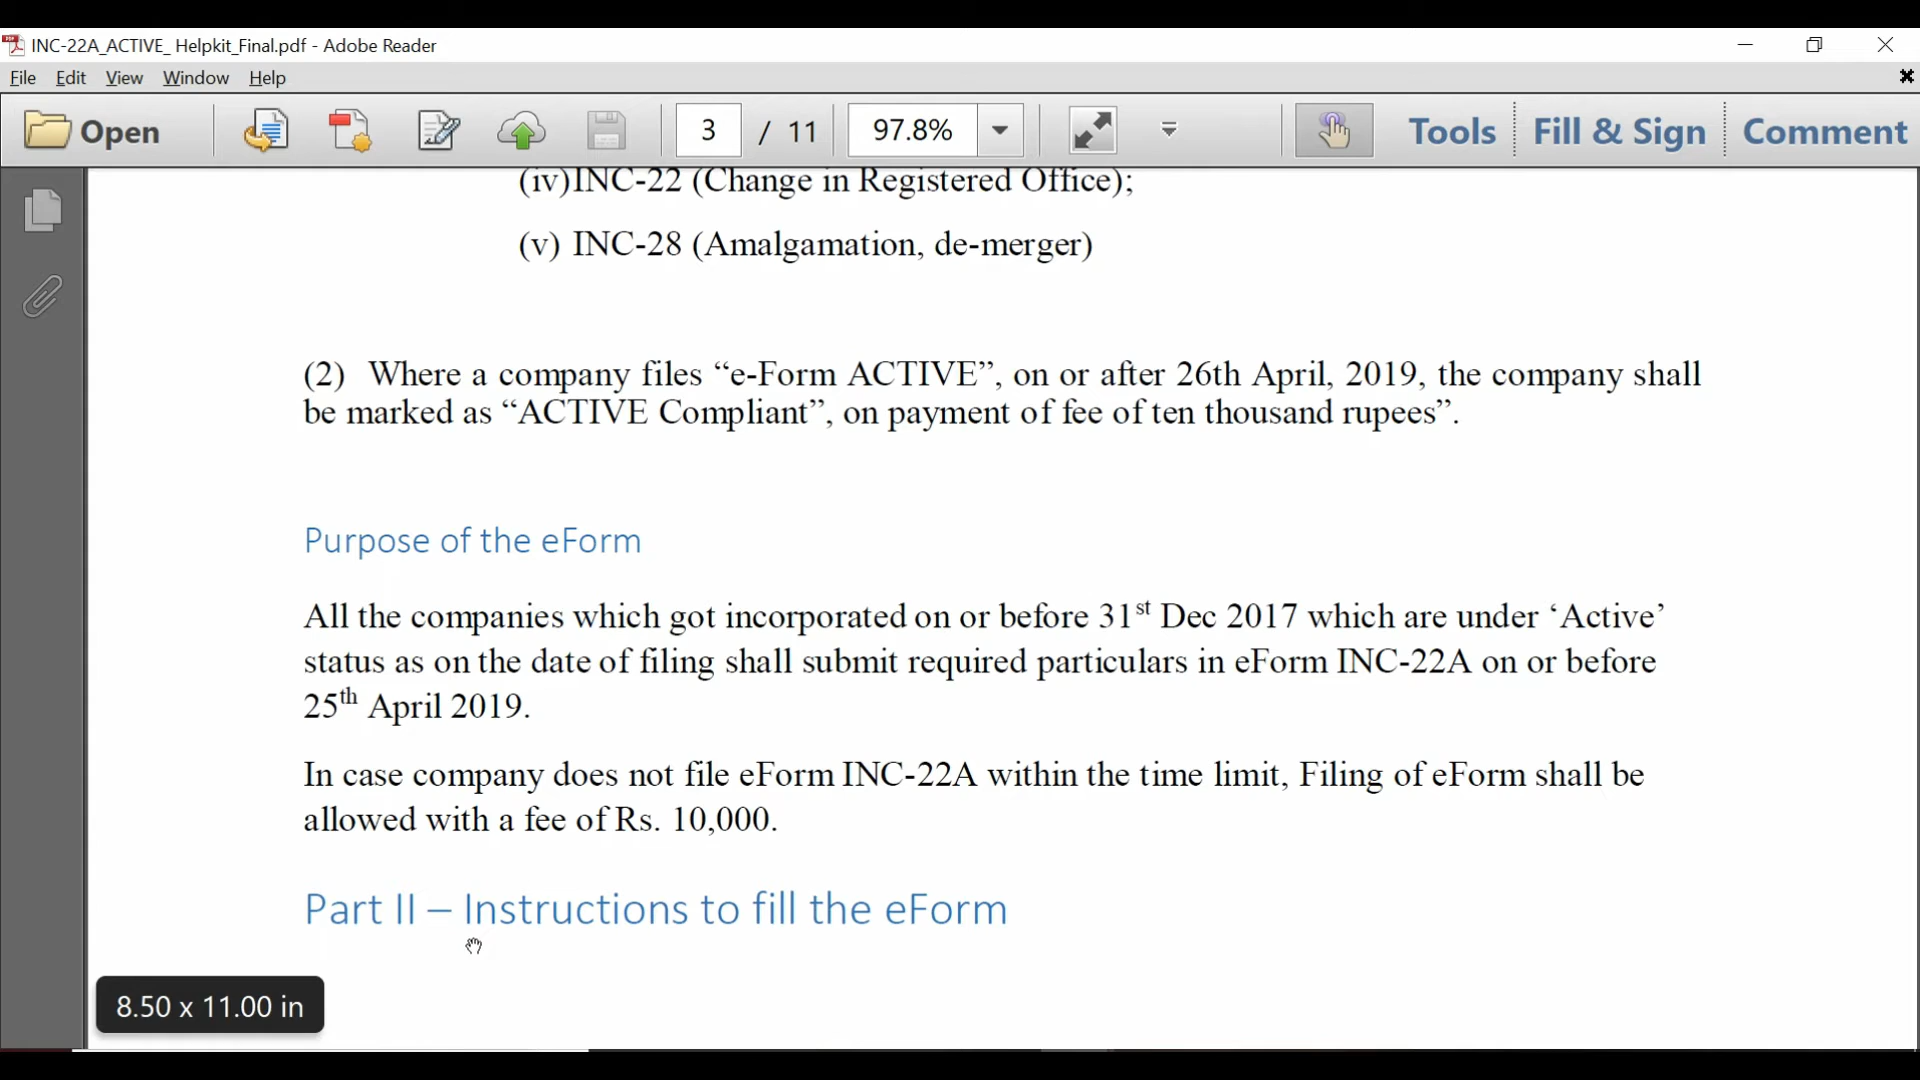 INC-22A_ACTIVE_ Helpkit_Final.pdf - Adobe Reader
File Edit View Window Help
Open 3 / 11 97.8% Tools Fill & Sign Comment
(iv)INC-22 (Change in Registered Office);
(v) INC-28 (Amalgamation, de-merger)
(2) Where a company files “e-Form ACTIVE”, on or after 26th April, 2019, the company shall
be marked as “ACTIVE Compliant”, on payment of fee of ten thousand rupees”.
Purpose of the eForm
All the companies which got incorporated on or before 31st Dec 2017 which are under ‘Active’
status as on the date of filing shall submit required particulars in eForm INC-22A on or before
25th April 2019.
In case company does not file eForm INC-22A within the time limit, Filing of eForm shall be
allowed with a fee of Rs. 10,000.
Part II – Instructions to fill the eForm
8.50 x 11.00 in